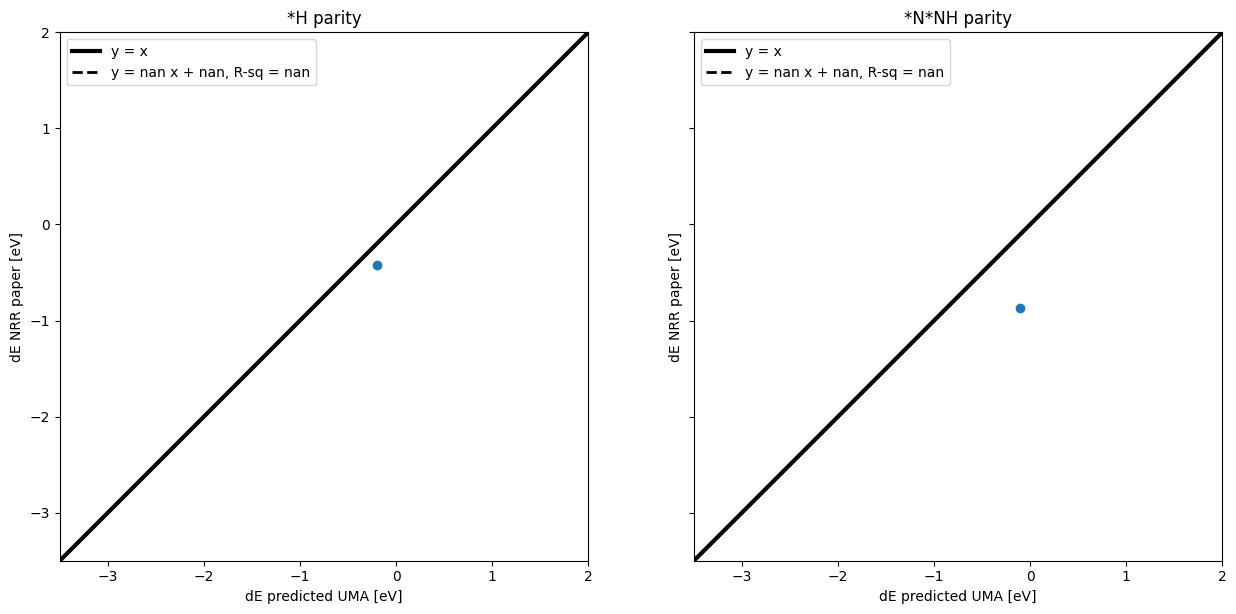 *H parity
y = x
y = nan x + nan, R-sq = nan
2
1
0
−1
−2
−3
dE NRR paper [eV]
−3 −2 −1 0 1 2
dE predicted UMA [eV]
*N*NH parity
y = x
y = nan x + nan, R-sq = nan
dE NRR paper [eV]
−3 −2 −1 0 1 2
dE predicted UMA [eV]